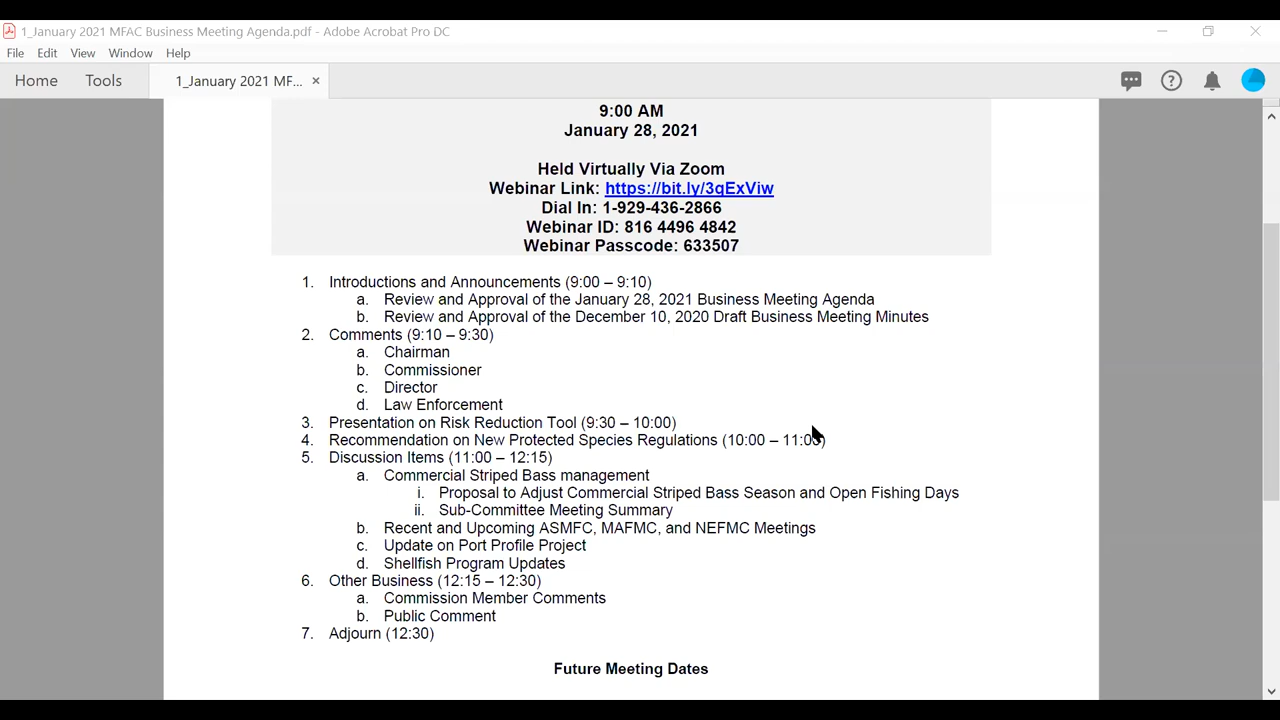 1_January 2021 MFAC Business Meeting Agenda.pdf - Adobe Acrobat Pro DC
File Edit View Window Help
Home Tools 1_January 2021 MF... ×
9:00 AM
January 28, 2021
Held Virtually Via Zoom
Webinar Link: https://bit.ly/3qExViw
Dial In: 1-929-436-2866
Webinar ID: 816 4496 4842
Webinar Passcode: 633507
1. Introductions and Announcements (9:00 – 9:10)
a. Review and Approval of the January 28, 2021 Business Meeting Agenda
b. Review and Approval of the December 10, 2020 Draft Business Meeting Minutes
2. Comments (9:10 – 9:30)
a. Chairman
b. Commissioner
c. Director
d. Law Enforcement
3. Presentation on Risk Reduction Tool (9:30 – 10:00)
4. Recommendation on New Protected Species Regulations (10:00 – 11:00)
5. Discussion Items (11:00 – 12:15)
a. Commercial Striped Bass management
i. Proposal to Adjust Commercial Striped Bass Season and Open Fishing Days
ii. Sub-Committee Meeting Summary
b. Recent and Upcoming ASMFC, MAFMC, and NEFMC Meetings
c. Update on Port Profile Project
d. Shellfish Program Updates
6. Other Business (12:15 – 12:30)
a. Commission Member Comments
b. Public Comment
7. Adjourn (12:30)
Future Meeting Dates